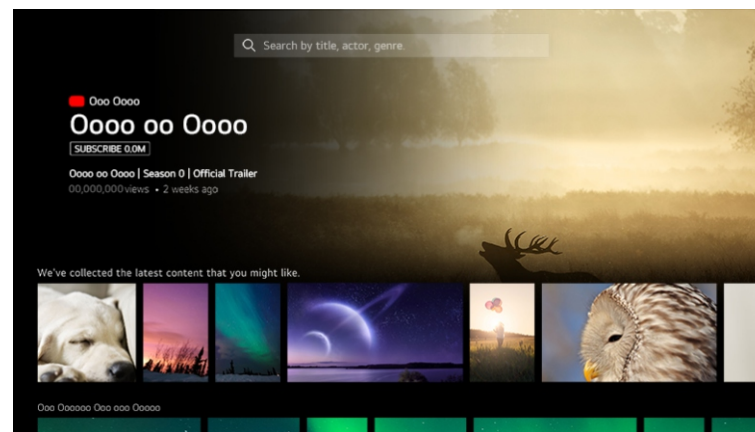 Search by title, actor, genre.
Ooo Oooo
Oooo oo Oooo
SUBSCRIBE 0.0M
Oooo oo Oooo | Season 0 | Official Trailer
00,000,000views • 2 weeks ago
We've collected the latest content that you might like.
Ooo Oooooo Ooo ooo Ooooo